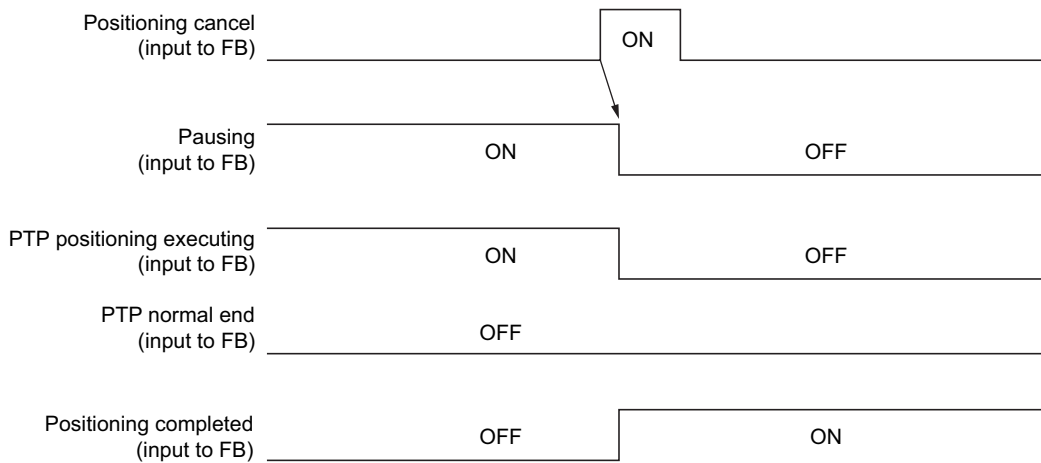 Positioning cancel
(input to FB)
ON
Pausing
(input to FB)
ON
OFF
PTP positioning executing
(input to FB)
ON
OFF
PTP normal end
(input to FB)
OFF
Positioning completed
(input to FB)
OFF
ON